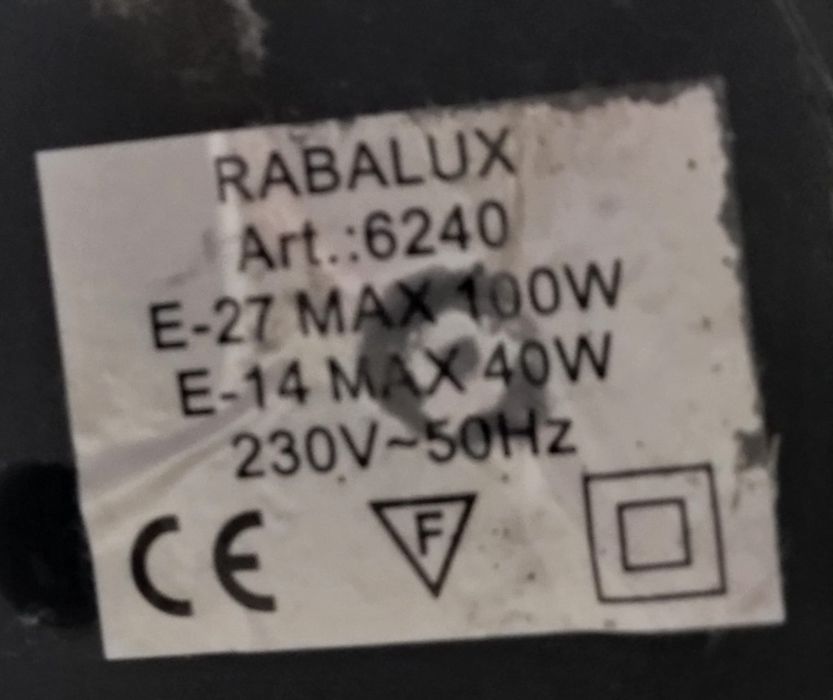 RABALUX
Art.:6240
E-27 MAX 100W
E-14 MAX 40W
230V~50Hz
CE F